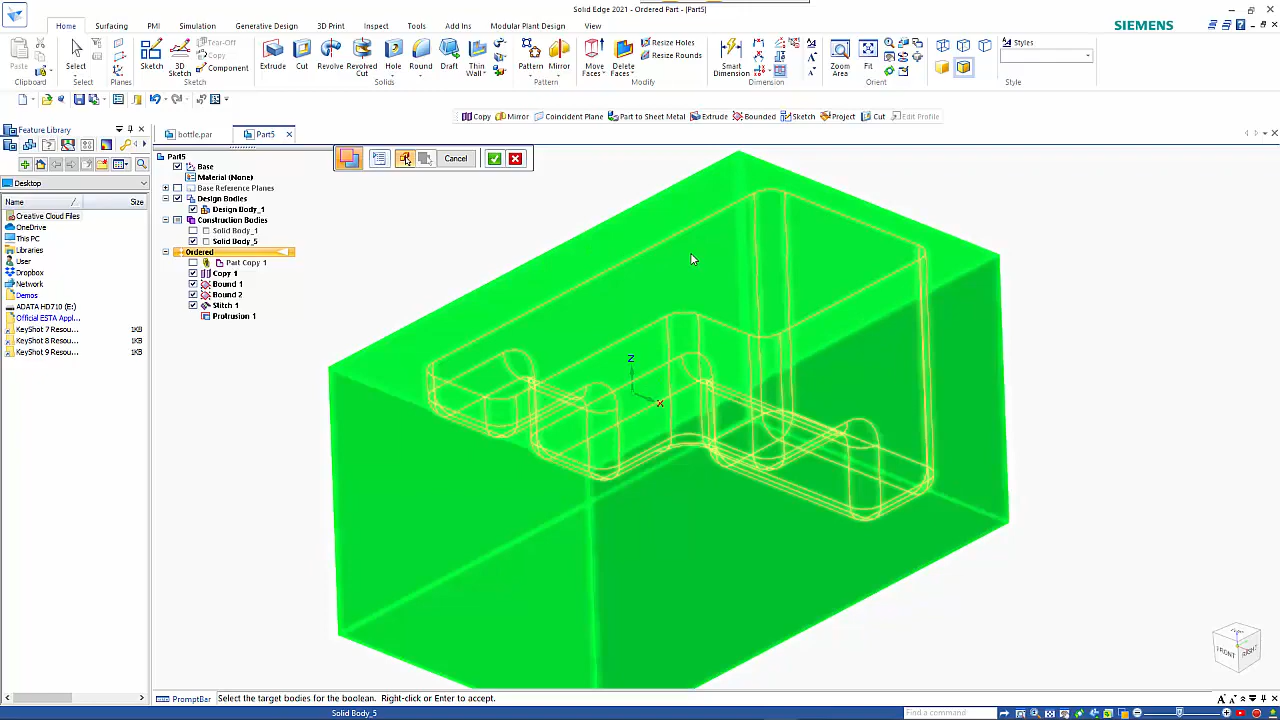 Solid Edge 2021 - Ordered Part - [Part5]
Home Surfacing PMI Simulation Generative Design 3D Print Inspect Tools Add Ins Modular Plant Design View
SIEMENS
Paste
Select
Sketch
3D Sketch
Tear-Off
Copy
Component
Extrude Cut Revolve Revolved Cut Hole Round Draft Thin Wall
Pattern Mirror
Move Faces Delete Faces
Resize Holes
Resize Rounds
Smart Dimension
Zoom Area Fit
Styles
Clipboard Select Planes Solids Pattern Modify Dimension Orient Style
Copy Mirror Coincident Plane Part to Sheet Metal Extrude Bounded Sketch Project Cut Edit Profile
Feature Library
bottle.par Part5
Cancel
Desktop
Name Size
Creative Cloud Files
OneDrive
This PC
Libraries
User
Dropbox
Network
Demos
ADATA HD710 (E:)
Official ESTA Appl...
KeyShot 7 Resou... 1KB
KeyShot 8 Resou... 1KB
KeyShot 9 Resou... 1KB
Part5
Base
Material (None)
Base Reference Planes
Design Bodies
Design Body_1
Construction Bodies
Solid Body_1
Solid Body_5
Ordered
Part Copy 1
Copy 1
Bound 1
Bound 2
Stitch 1
Protrusion 1
Z
X
FRONT RIGHT
PromptBar Select the target bodies for the boolean. Right-click or Enter to accept.
Solid Body_5
Find a command